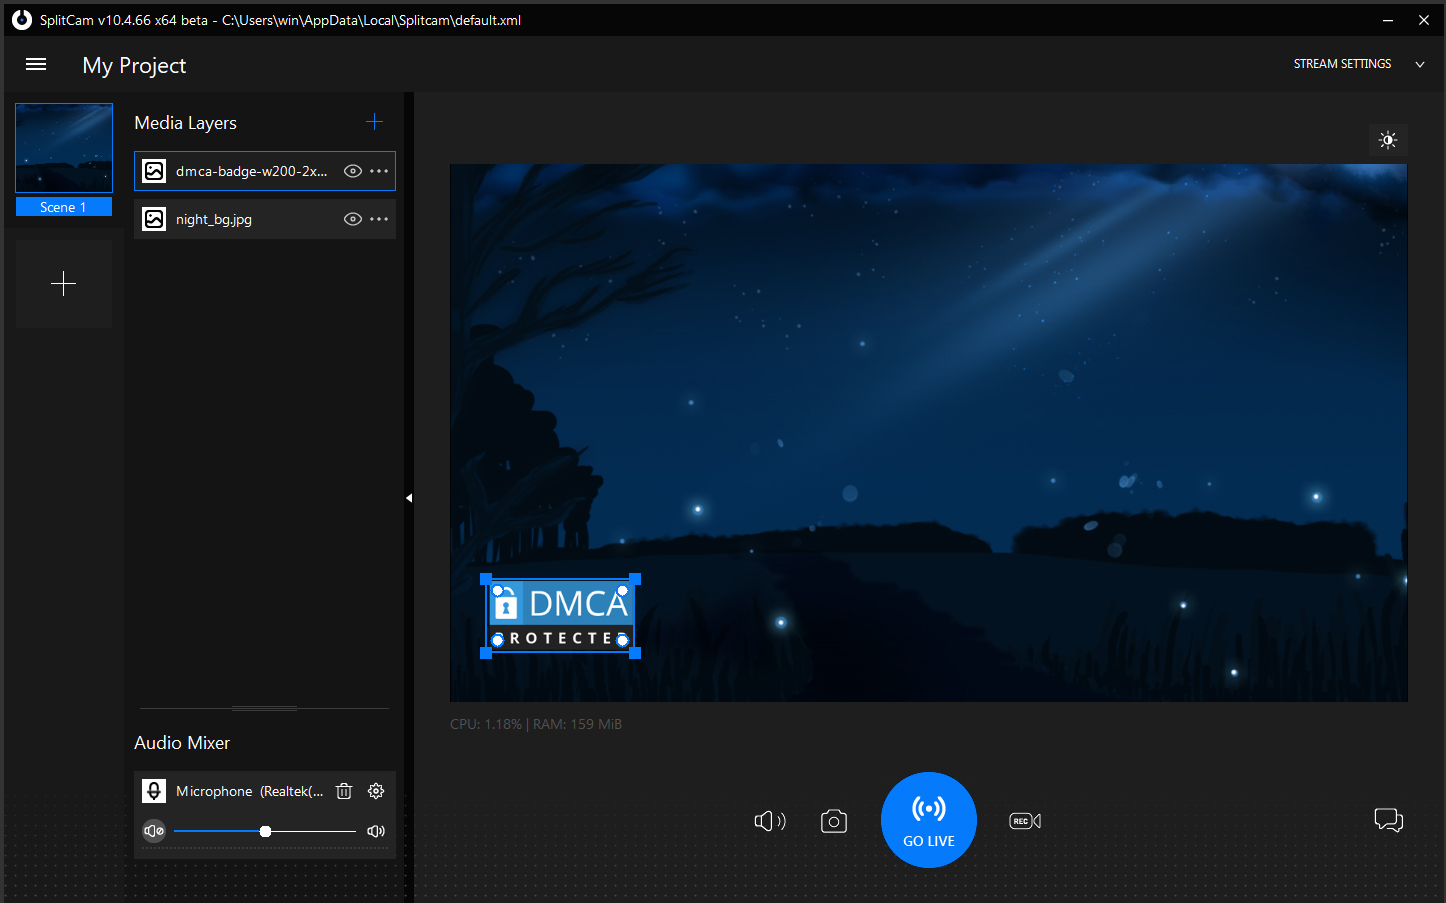 SplitCam v10.4.66 x64 beta - C:\Users\win\AppData\Local\Splitcam\default.xml
My Project
STREAM SETTINGS
Scene 1
Media Layers
dmca-badge-w200-2x...
night_bg.jpg
DMCA
PROTECTED
CPU: 1.18% | RAM: 159 MiB
Audio Mixer
Microphone (Realtek(...
GO LIVE
REC